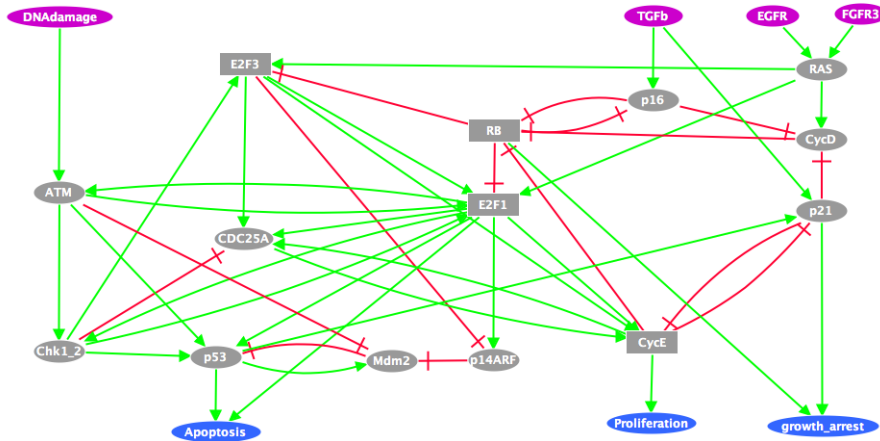 DNAdamage
TGFb
EGFR
FGFR3
E2F3
RAS
p16
RB
CycD
ATM
E2F1
p21
CDC25A
Chk1_2
p53
Mdm2
p14ARF
CycE
Apoptosis
Proliferation
growth_arrest